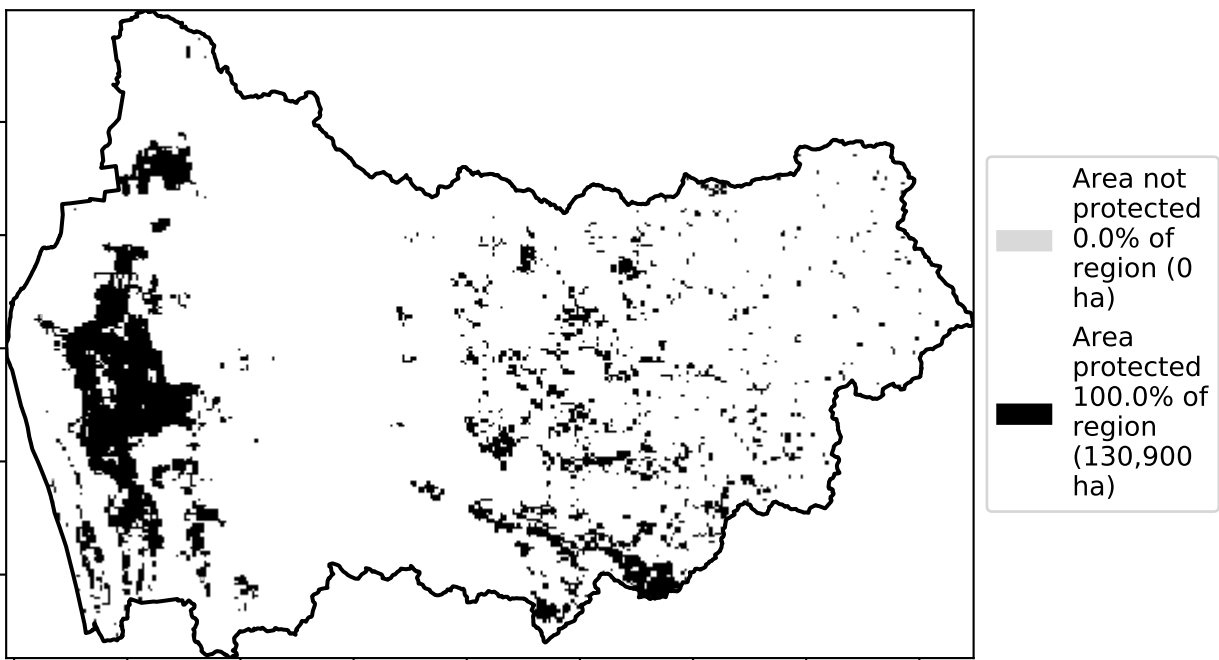 Area not
protected
0.0% of
region (0
ha)
Area
protected
100.0% of
region
(130,900
ha)